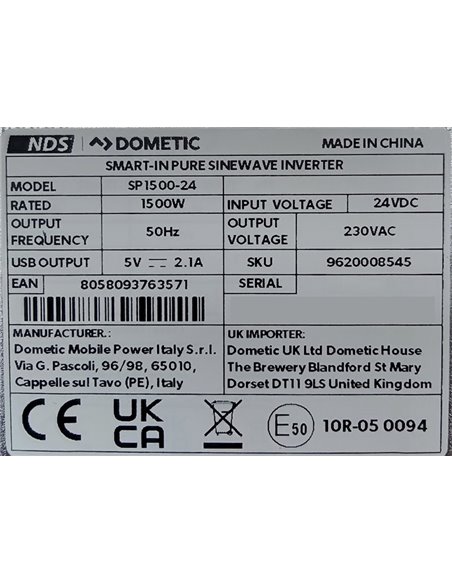 NDS DOMETIC MADE IN CHINA
SMART-IN PURE SINEWAVE INVERTER
MODEL SP1500-24
RATED 1500W INPUT VOLTAGE 24VDC
OUTPUT FREQUENCY 50Hz OUTPUT VOLTAGE 230VAC
USB OUTPUT 5V ⎓ 2.1A SKU 9620008545
EAN 8058093763571 SERIAL
MANUFACTURER.:
Dometic Mobile Power Italy S.r.l.
Via G. Pascoli, 96/98, 65010,
Cappelle sul Tavo (PE), Italy
UK IMPORTER:
Dometic UK Ltd Dometic House
The Brewery Blandford St Mary
Dorset DT11 9LS United Kingdom
CE UK CA E50 10R-05 0094